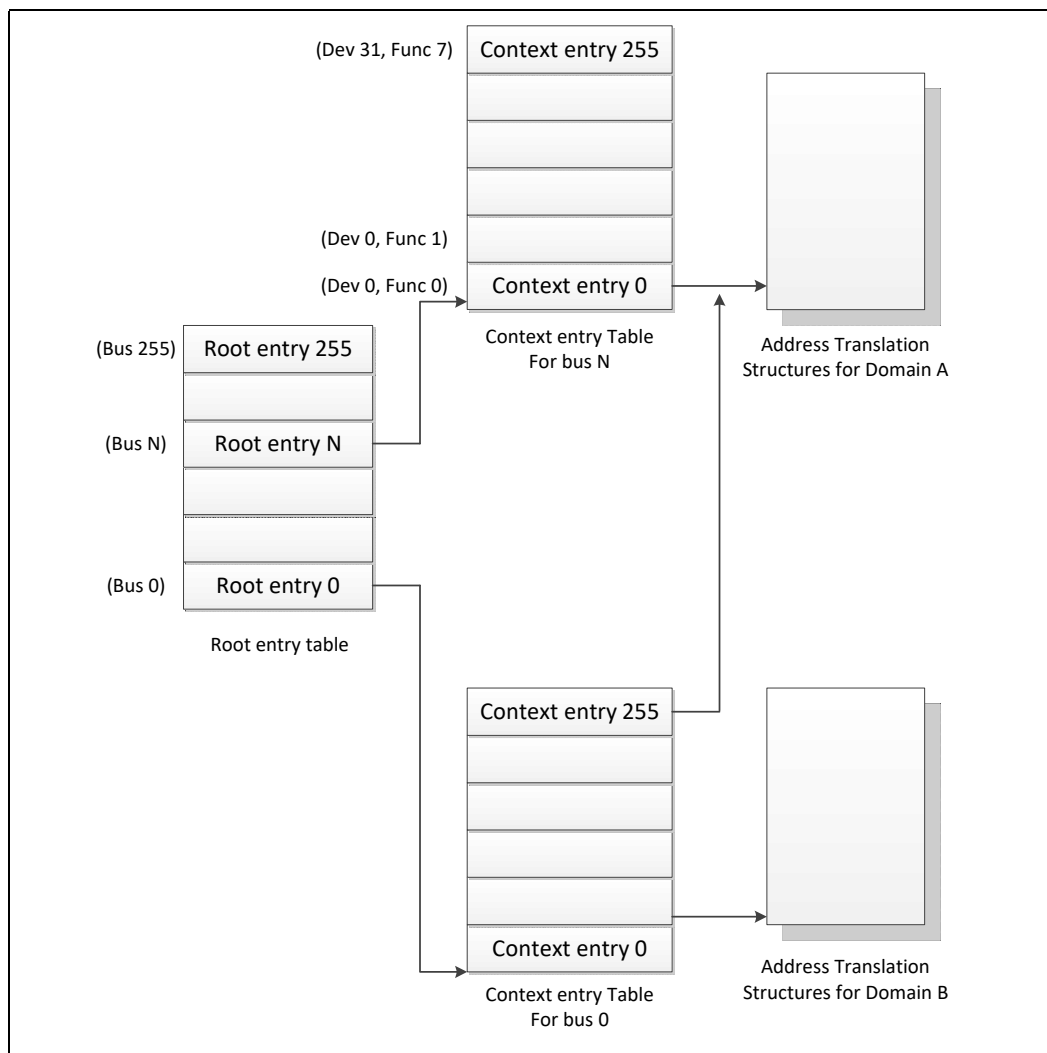 (Dev 31, Func 7)
Context entry 255
(Dev 0, Func 1)
(Dev 0, Func 0)
Context entry 0
Context entry Table
For bus N
Address Translation
Structures for Domain A
(Bus 255)
Root entry 255
(Bus N)
Root entry N
(Bus 0)
Root entry 0
Root entry table
Context entry 255
Context entry 0
Context entry Table
For bus 0
Address Translation
Structures for Domain B